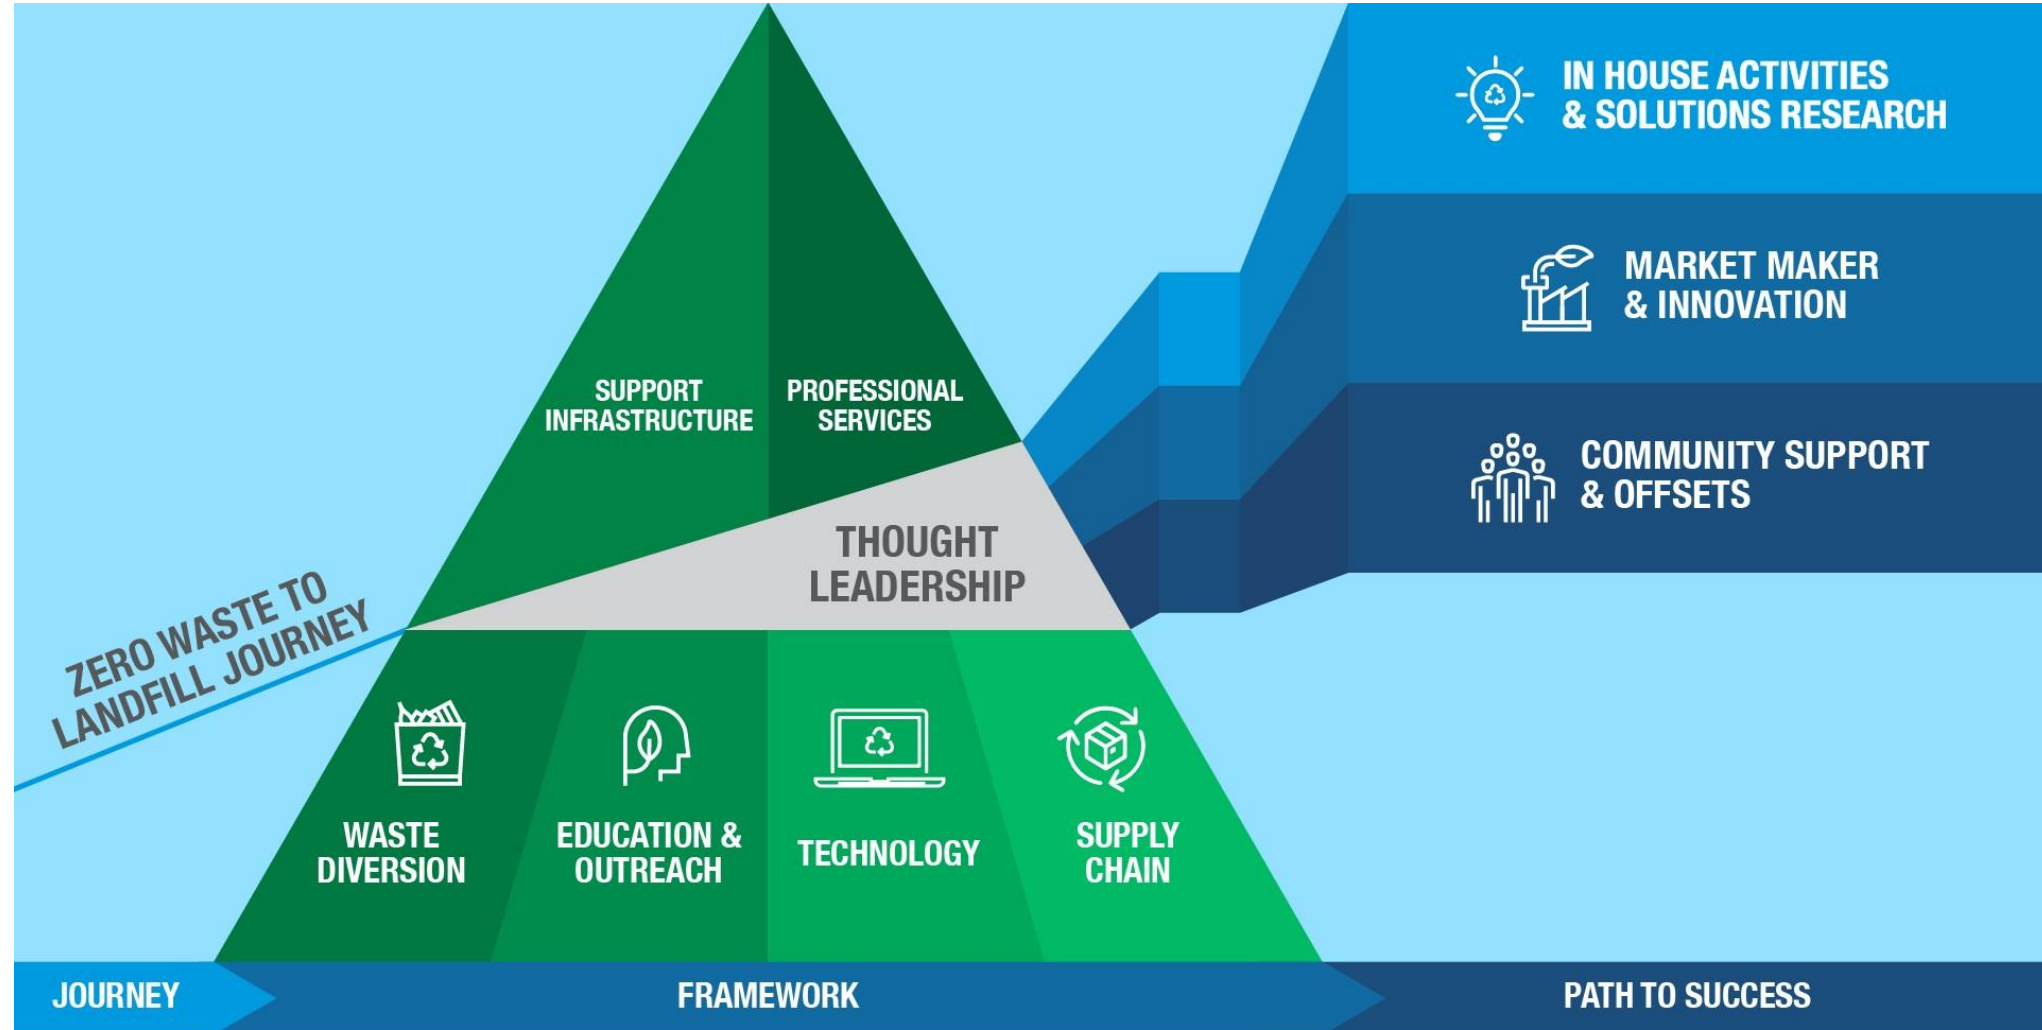 IN HOUSE ACTIVITIES
& SOLUTIONS RESEARCH
MARKET MAKER
& INNOVATION
SUPPORT
INFRASTRUCTURE
PROFESSIONAL
SERVICES
COMMUNITY SUPPORT
& OFFSETS
THOUGHT
LEADERSHIP
ZERO WASTE TO
LANDFILL JOURNEY
WASTE
DIVERSION
EDUCATION &
OUTREACH
TECHNOLOGY
SUPPLY
CHAIN
JOURNEY
FRAMEWORK
PATH TO SUCCESS